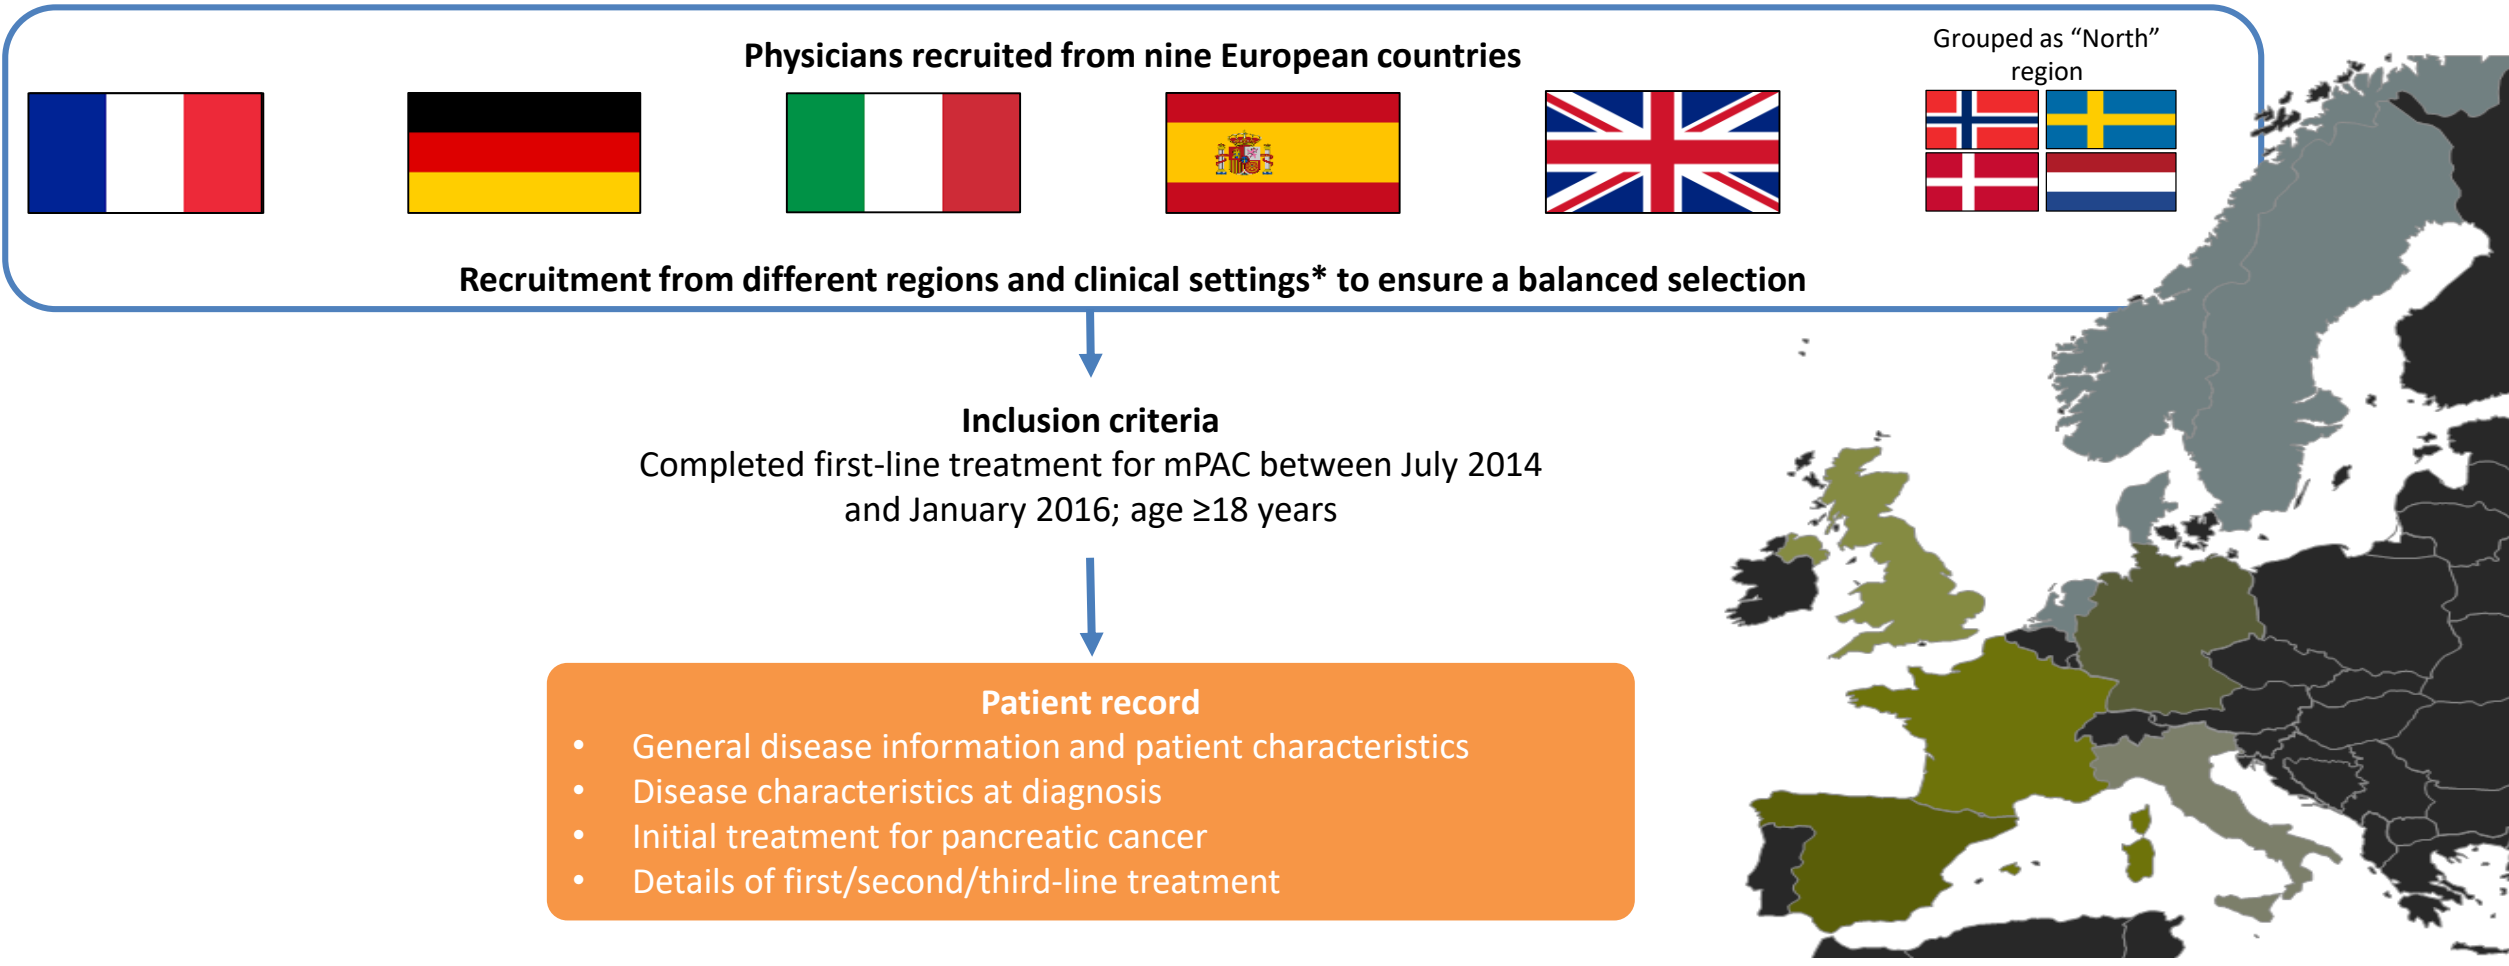 Physicians recruited from nine European countries
Grouped as “North”
region
Recruitment from different regions and clinical settings* to ensure a balanced selection
Inclusion criteria
Completed first-line treatment for mPAC between July 2014
and January 2016; age ≥18 years
Patient record
• General disease information and patient characteristics
• Disease characteristics at diagnosis
• Initial treatment for pancreatic cancer
• Details of first/second/third-line treatment